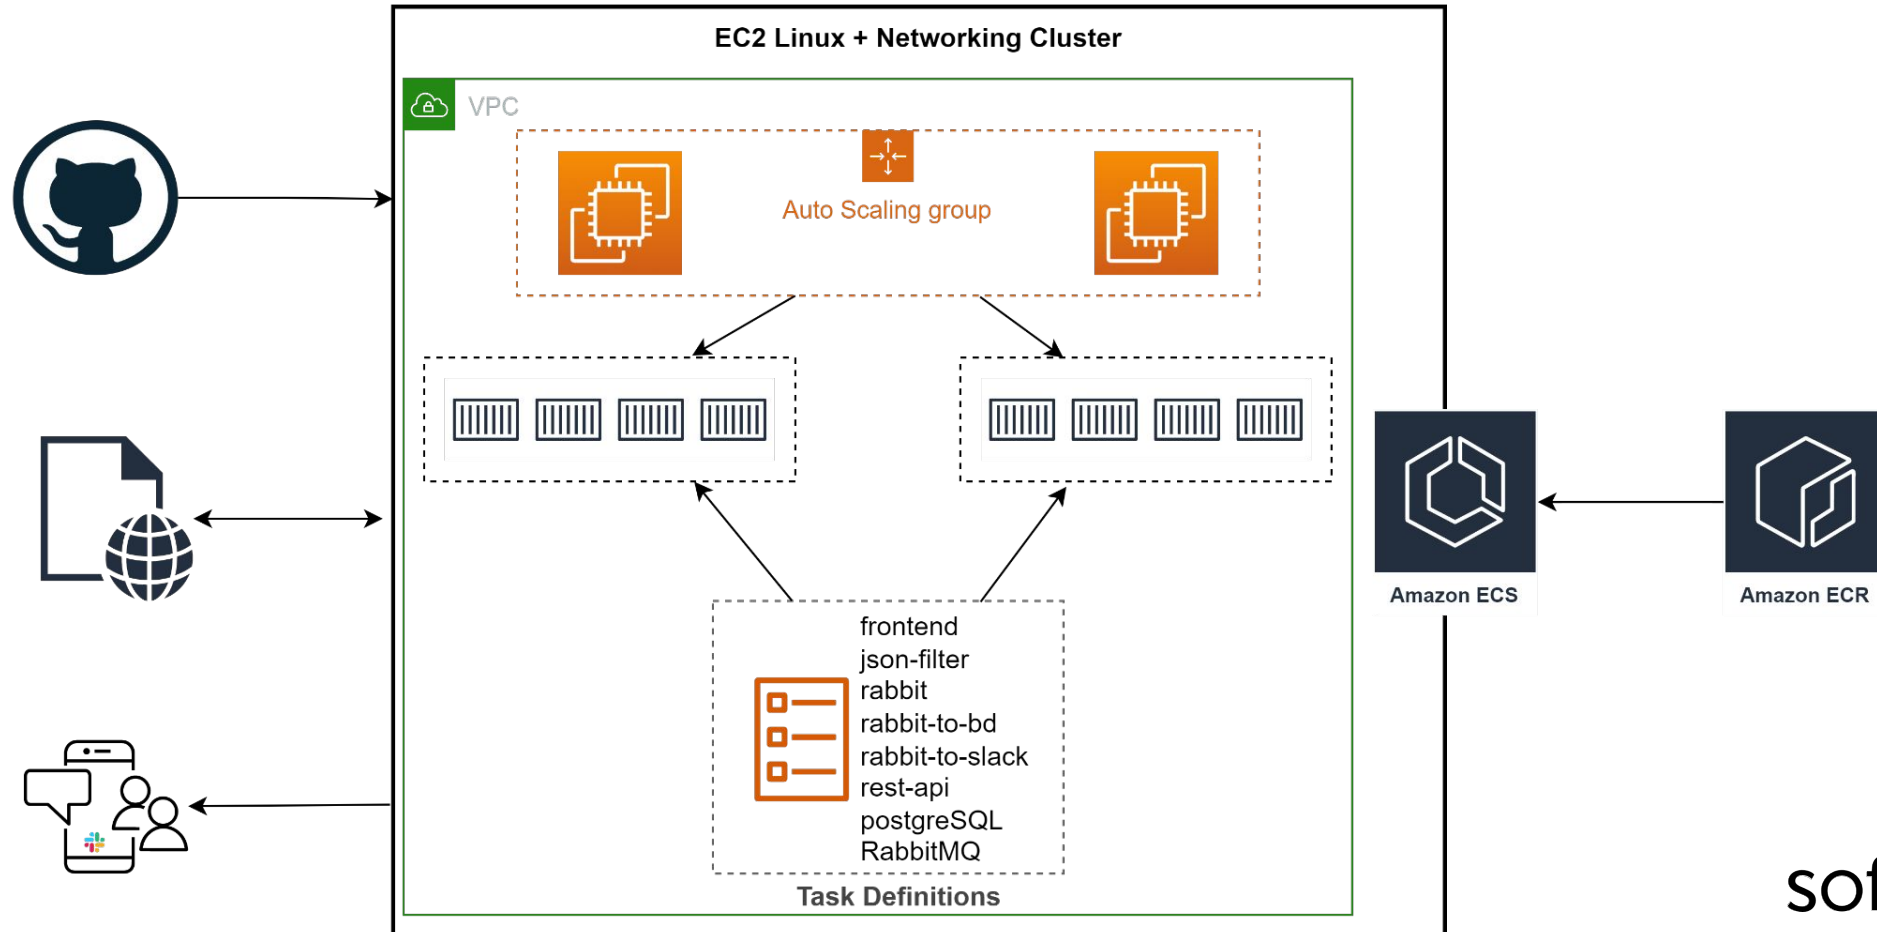 EC2 Linux + Networking Cluster
VPC
Auto Scaling group
Amazon ECS
Amazon ECR
frontend
json-filter
rabbit
rabbit-to-bd
rabbit-to-slack
rest-api
postgreSQL
RabbitMQ
Task Definitions